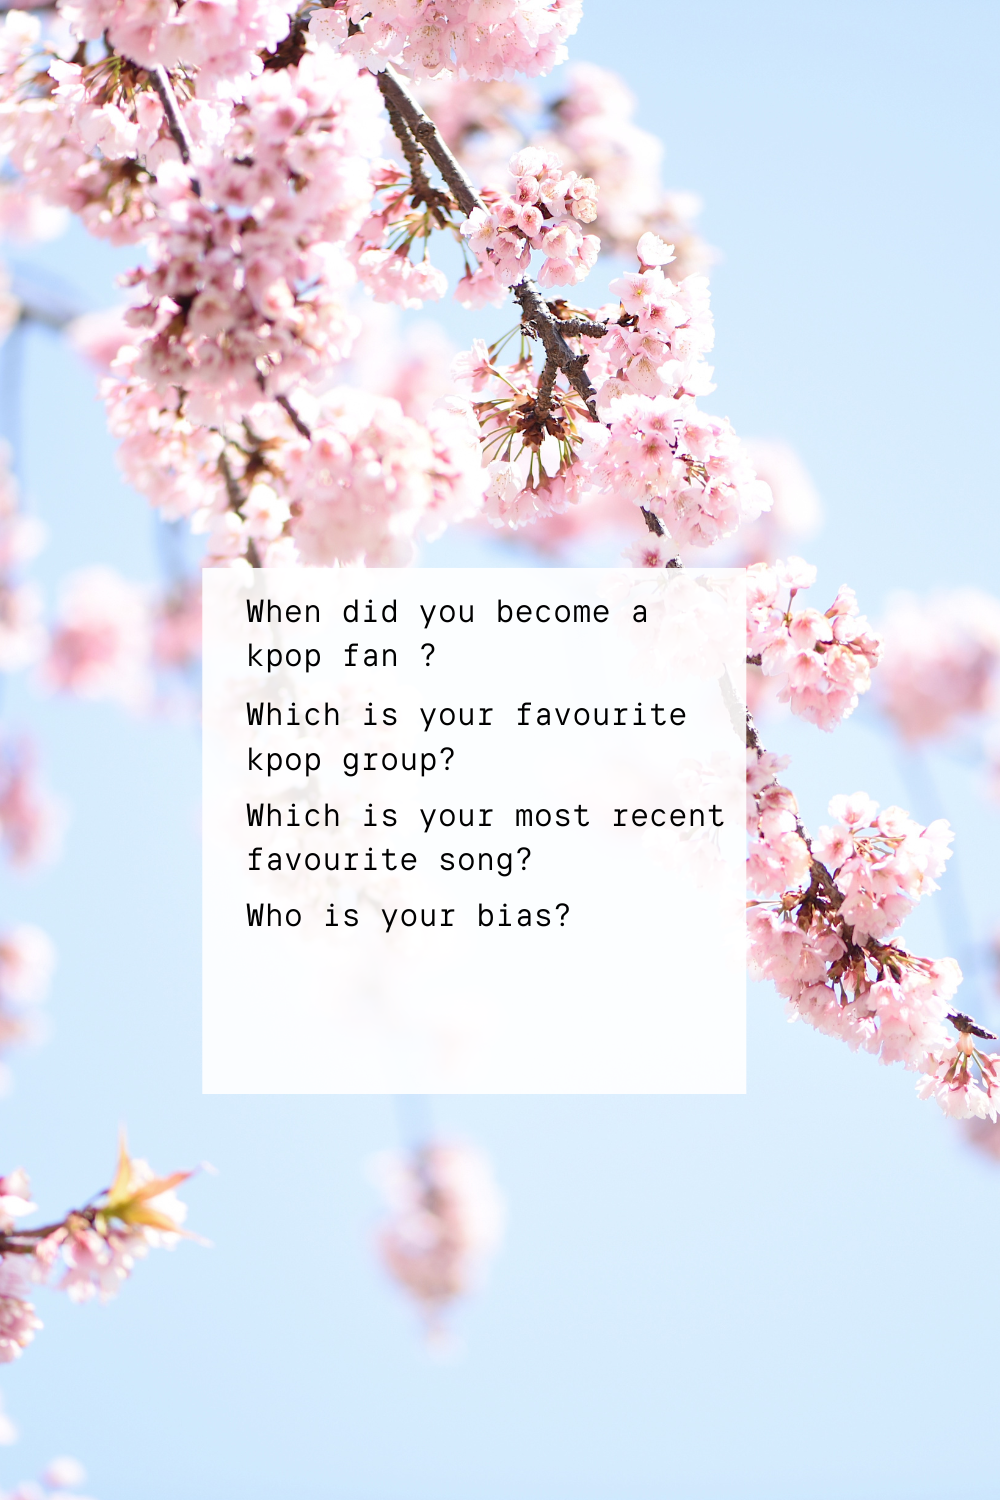 When did you become a
kpop fan ?
Which is your favourite
kpop group?
Which is your most recent
favourite song?
Who is your bias?